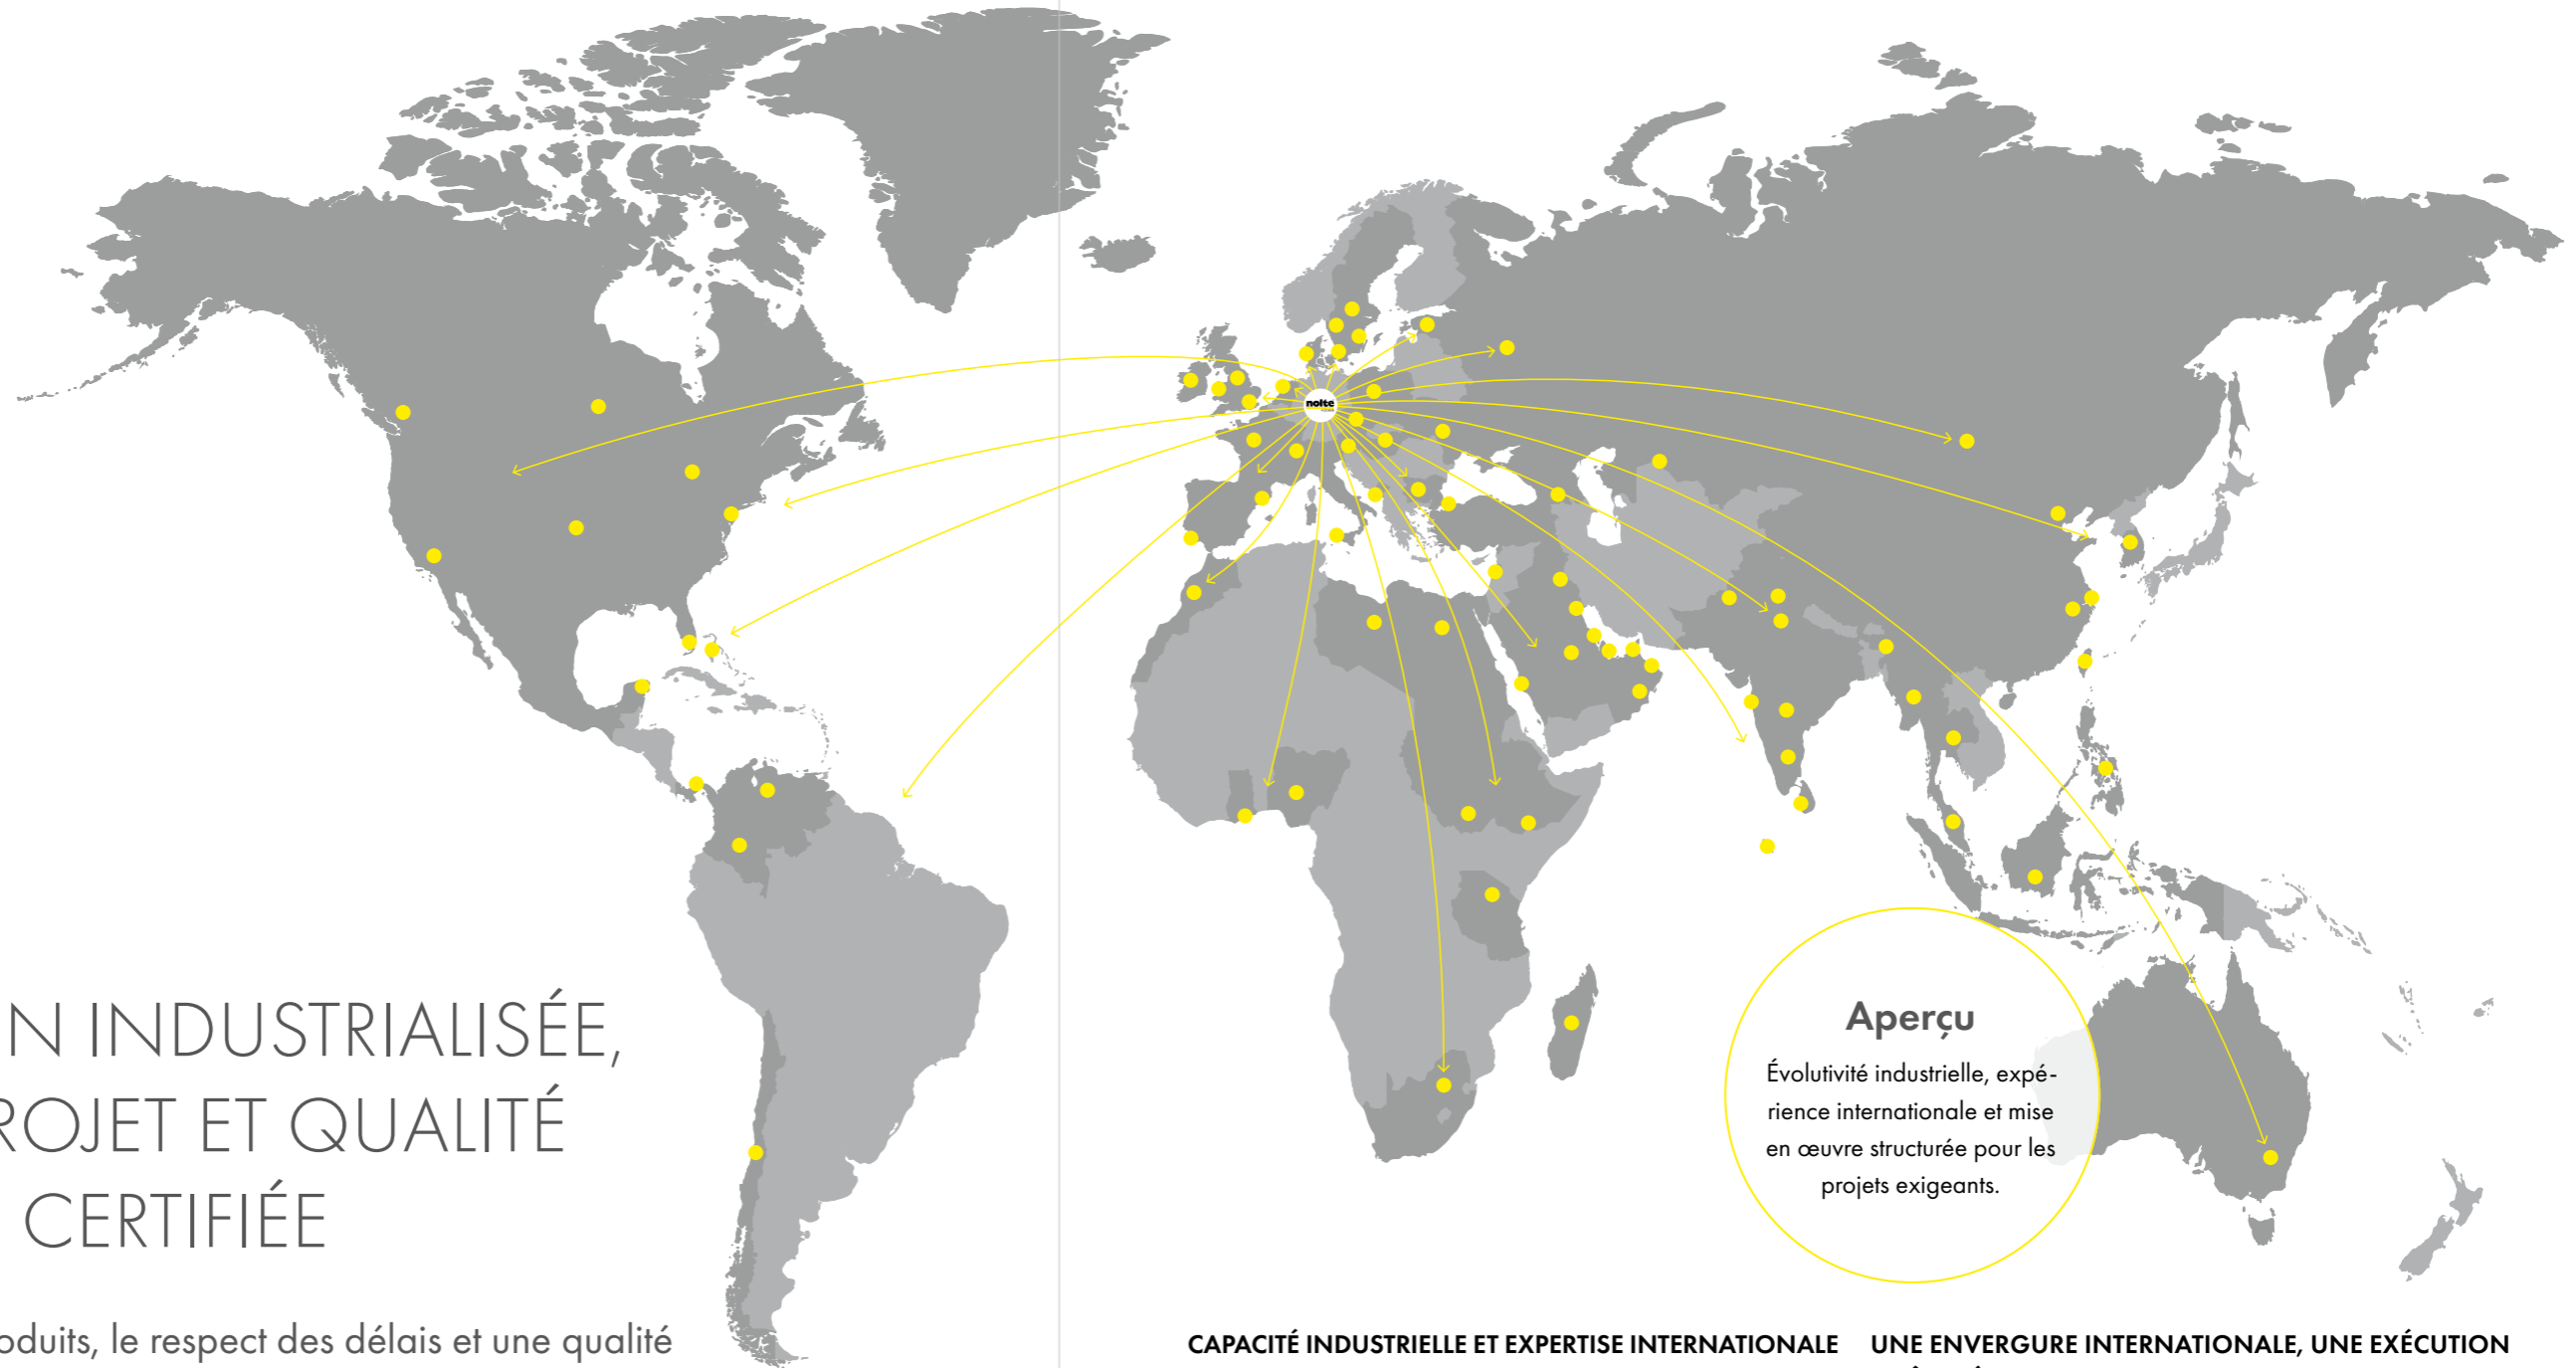 nolte
N INDUSTRIALISÉE,
ROJET ET QUALITÉ
CERTIFIÉE
oduits, le respect des délais et une qualité
Aperçu
Évolutivité industrielle, expé-
rience internationale et mise
en œuvre structurée pour les
projets exigeants.
CAPACITÉ INDUSTRIELLE ET EXPERTISE INTERNATIONALE
UNE ENVERGURE INTERNATIONALE, UNE EXÉCUTION